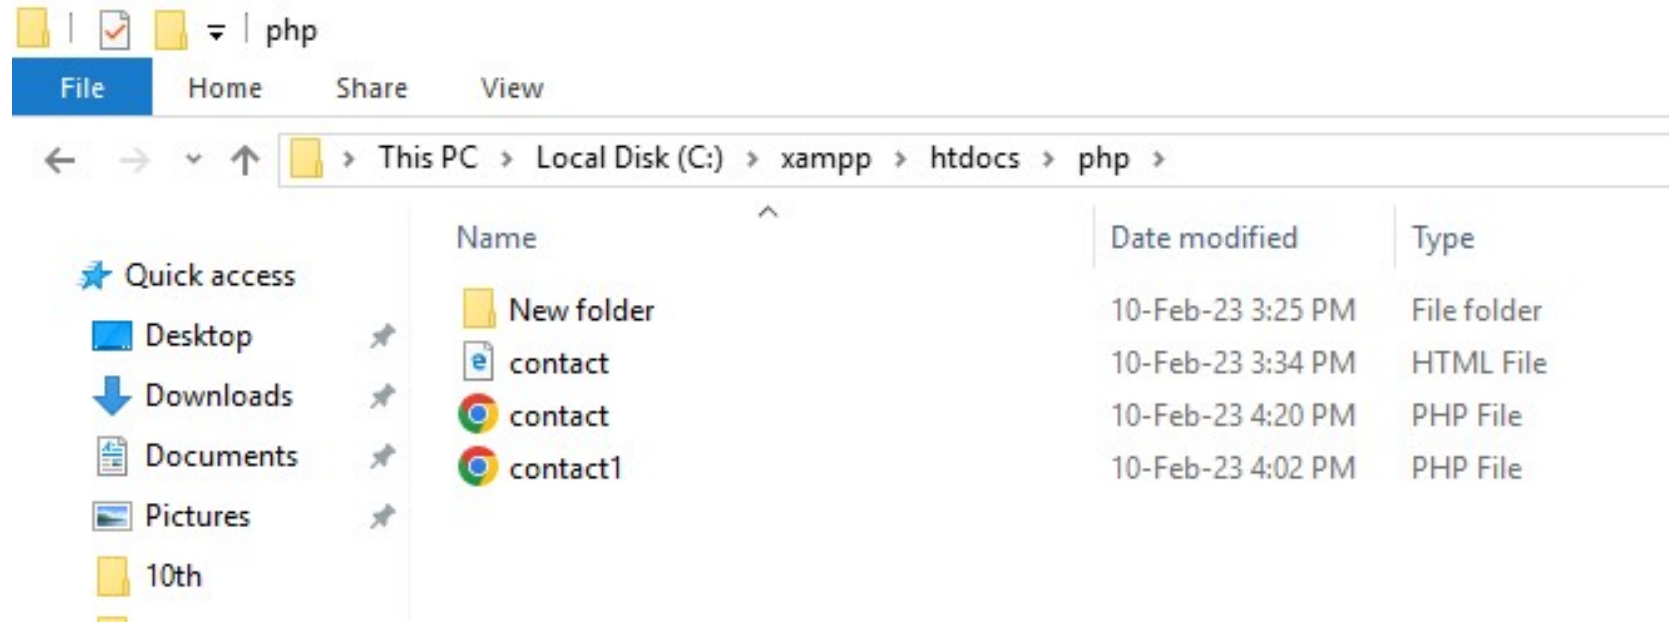 php
File Home Share View
This PC > Local Disk (C:) > xampp > htdocs > php >
Name Date modified Type
Quick access
Desktop
Downloads
Documents
Pictures
10th
New folder 10-Feb-23 3:25 PM File folder
contact 10-Feb-23 3:34 PM HTML File
contact 10-Feb-23 4:20 PM PHP File
contact1 10-Feb-23 4:02 PM PHP File